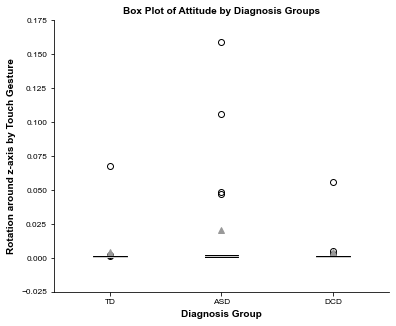 Box Plot of Attitude by Diagnosis Groups
Rotation around z-axis by Touch Gesture
0.175
0.150
0.125
0.100
0.075
0.050
0.025
0.000
−0.025
TD ASD DCD
Diagnosis Group